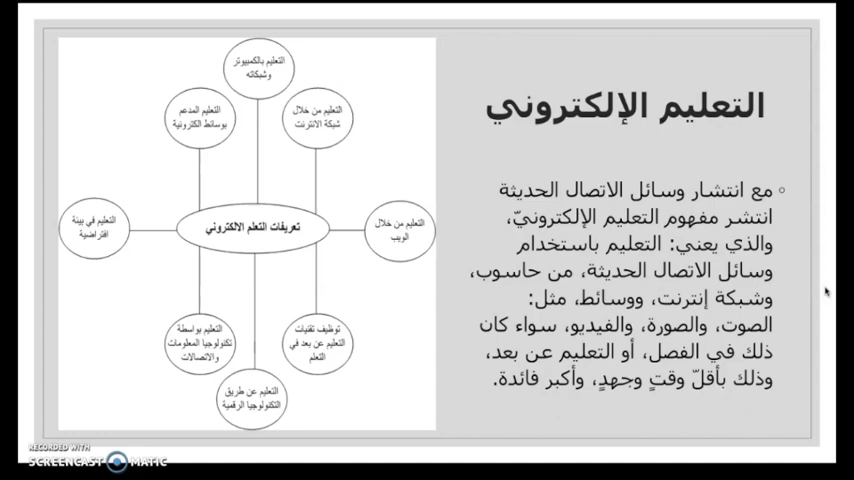 التعليم الإلكتروني
مع انتشار وسائل الاتصال الحديثة
انتشر مفهوم التعليم الإلكترونيّ،
والذي يعني: التعليم باستخدام
وسائل الاتصال الحديثة، من حاسوب،
وشبكة إنترنت، ووسائط، مثل:
الصوت، والصورة، والفيديو، سواء كان
ذلك في الفصل، أو التعليم عن بعد،
وذلك بأقلّ وقتٍ وجهدٍ، وأكبر فائدة.
التعليم بالكمبيوتر
وشبكاته
التعليم من خلال
شبكة الانترنت
التعليم المدعم
بوسائط الكترونية
التعليم من خلال
الويب
تعريفات التعلم الالكتروني
التعليم في بيئة
افتراضية
توظيف تقنيات
التعليم عن بعد في
التعلم
التعليم بواسطة
تكنولوجيا المعلومات
والاتصالات
التعليم عن طريق
التكنولوجيا الرقمية
RECORDED WITH
SCREENCAST MATIC